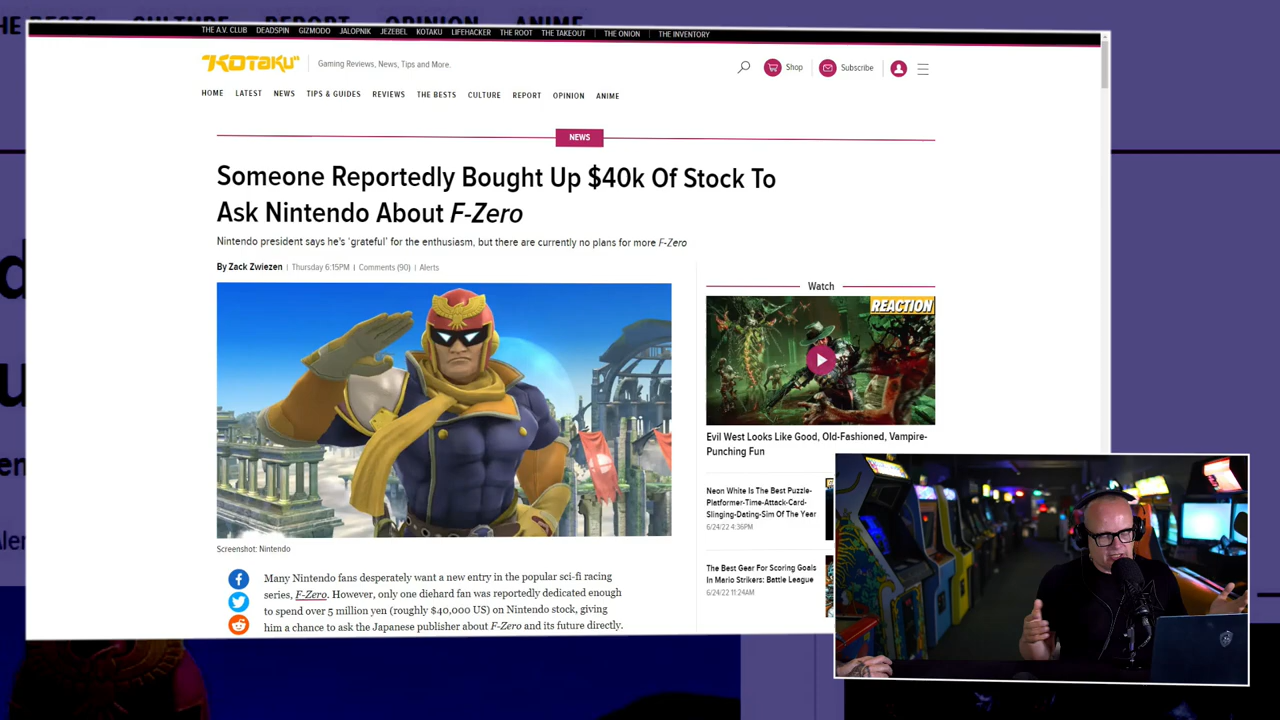 HE BESTS CULTURE REPORT OPINION ANIME
THE A.V. CLUB DEADSPIN GIZMODO JALOPNIK JEZEBEL KOTAKU LIFEHACKER THE ROOT THE TAKEOUT THE ONION THE INVENTORY
KOTAKU
Gaming Reviews, News, Tips and More.
Shop
Subscribe
HOME LATEST NEWS TIPS & GUIDES REVIEWS THE BESTS CULTURE REPORT OPINION ANIME
NEWS
Someone Reportedly Bought Up $40k Of Stock To
Ask Nintendo About F-Zero
Nintendo president says he's 'grateful' for the enthusiasm, but there are currently no plans for more F-Zero
By Zack Zwiezen | Thursday 6:15PM | Comments (90) | Alerts
Watch
REACTION
Evil West Looks Like Good, Old-Fashioned, Vampire-
Punching Fun
Neon White Is The Best Puzzle-
Platformer-Time-Attack-Card-
Slinging-Dating-Sim Of The Year
6/24/22 4:36PM
The Best Gear For Scoring Goals
In Mario Strikers: Battle League
6/24/22 11:24AM
Screenshot: Nintendo
Many Nintendo fans desperately want a new entry in the popular sci-fi racing
series, F-Zero. However, only one diehard fan was reportedly dedicated enough
to spend over 5 million yen (roughly $40,000 US) on Nintendo stock, giving
him a chance to ask the Japanese publisher about F-Zero and its future directly.